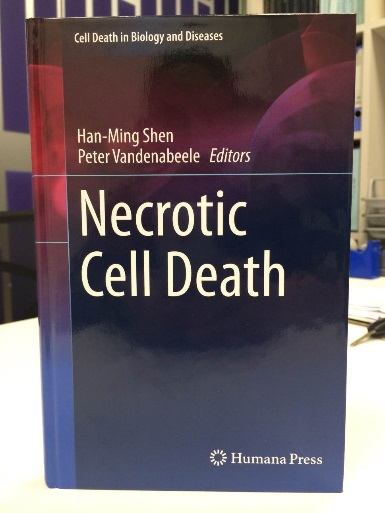 Cell Death in Biology and Diseases
Han-Ming Shen
Peter Vandenabeele Editors
Necrotic
Cell Death
Humana Press